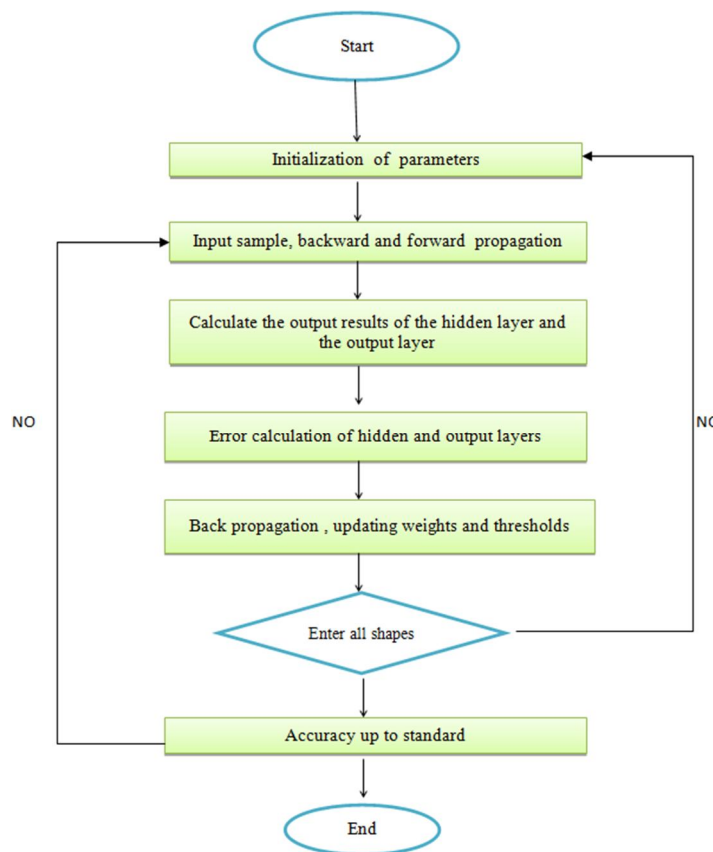 Start
Initialization of parameters
Input sample, backward and forward propagation
Calculate the output results of the hidden layer and
the output layer
NO
NO
Error calculation of hidden and output layers
Back propagation , updating weights and thresholds
Enter all shapes
Accuracy up to standard
End